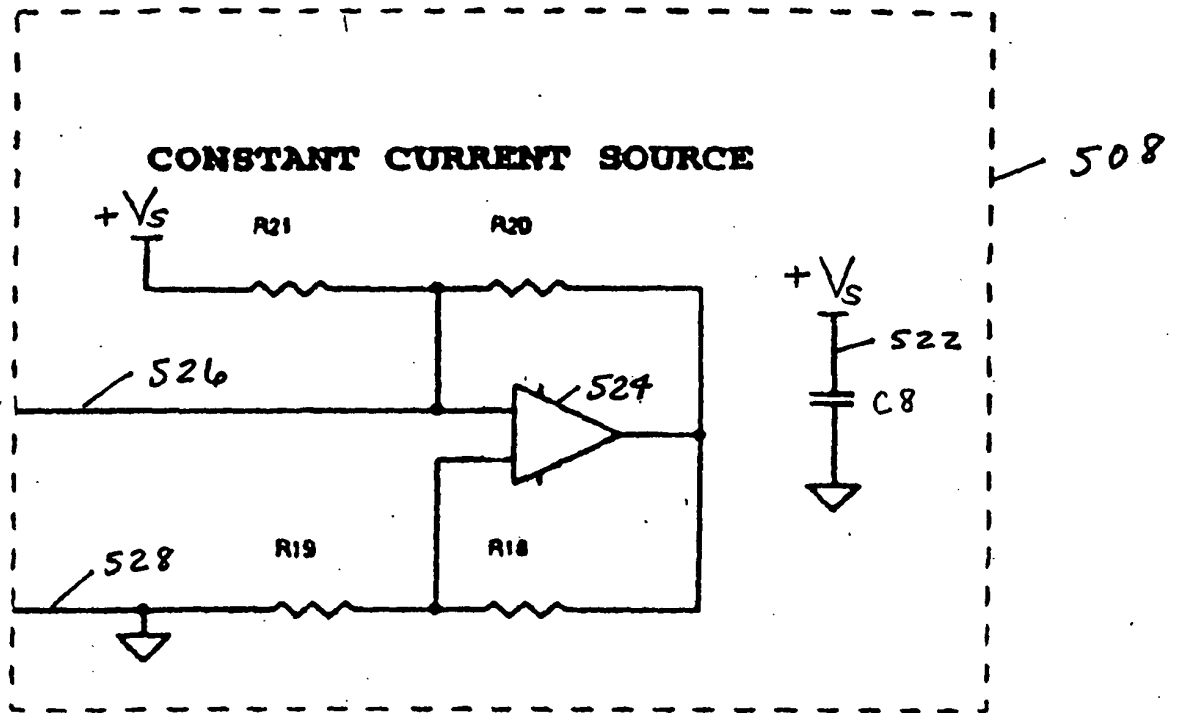 CONSTANT CURRENT SOURCE
508
+Vs
R21
R20
+Vs
522
526
524
C8
R19
R18
528